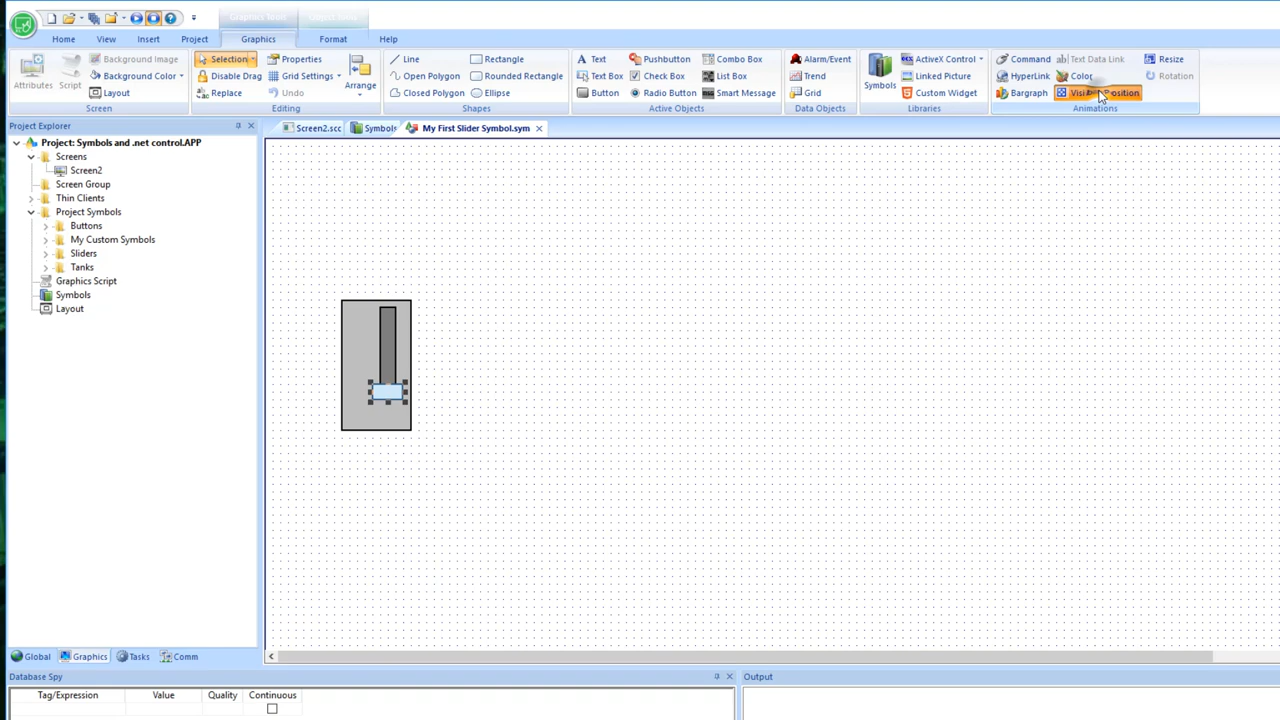 Graphics Tools
Home View Insert Project Graphics Format Help
Attributes Script Background Image Background Color Layout
Screen
Selection Disable Drag Replace Properties Grid Settings Undo Arrange
Editing
Line Open Polygon Closed Polygon Rectangle Rounded Rectangle Ellipse
Shapes
Text Text Box Button Pushbutton Check Box Radio Button Combo Box List Box Smart Message
Active Objects
Alarm/Event Trend Grid
Data Objects
Symbols ActiveX Control Linked Picture Custom Widget
Libraries
Command HyperLink Bargraph Text Data Link Color Resize Rotation
Animations
Project Explorer
Screen2.scc Symbols My First Slider Symbol.sym
Project: Symbols and .net control.APP
Screens
Screen2
Screen Group
Thin Clients
Project Symbols
Buttons
My Custom Symbols
Sliders
Tanks
Graphics Script
Symbols
Layout
Global Graphics Tasks Comm
Database Spy
Tag/Expression Value Quality Continuous
Output